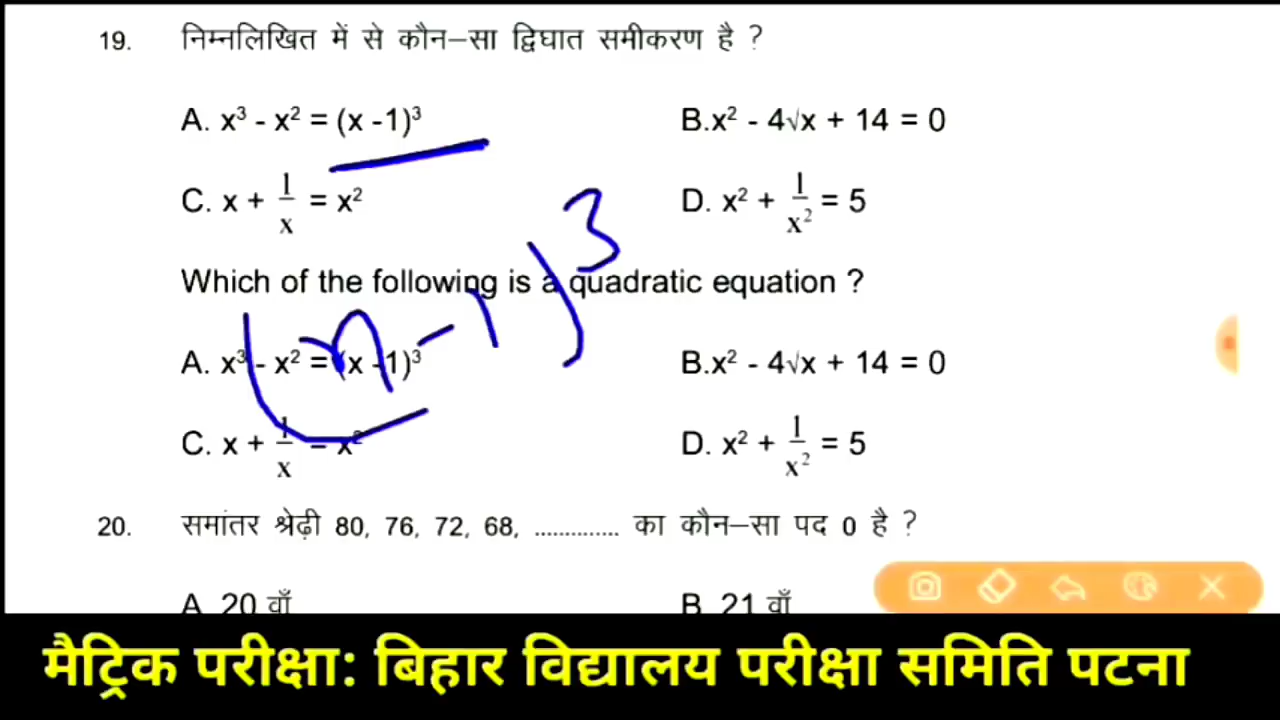 19. निम्नलिखित में से कौन–सा द्विघात समीकरण है ?
A. x³ - x² = (x -1)³ B.x² - 4√x + 14 = 0
C. x + 1/x = x² D. x² + 1/x² = 5
(x-1)³
Which of the following is a quadratic equation ?
A. x³ - x² = (x -1)³ B.x² - 4√x + 14 = 0
C. x + 1/x = x² D. x² + 1/x² = 5
20. समांतर श्रेढ़ी 80, 76, 72, 68, .............. का कौन–सा पद 0 है ?
A. 20 वाँ B. 21 वाँ
मैट्रिक परीक्षा: बिहार विद्यालय परीक्षा समिति पटना